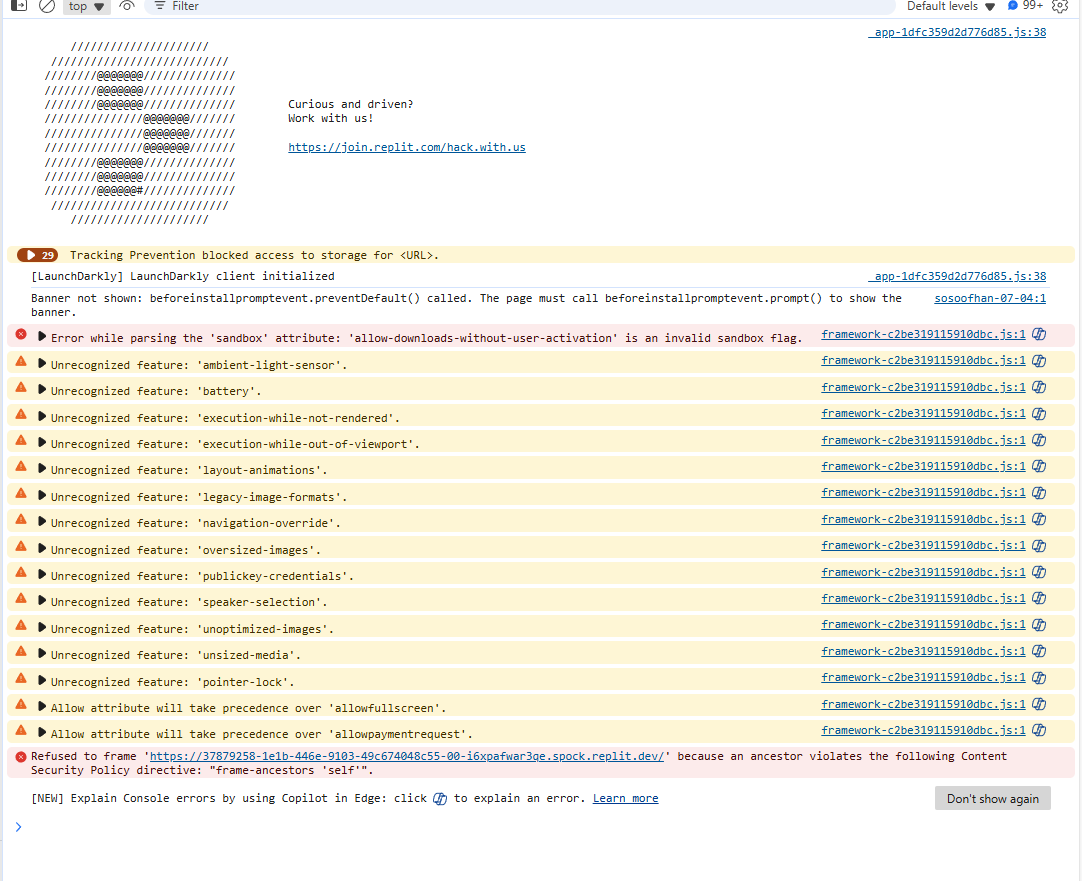 top
Filter
Default levels
99+
_app-1dfc359d2d776d85.js:38
/////////////////////
///////////////////////////
////////@@@@@@@//////////////
////////@@@@@@@//////////////
////////@@@@@@@//////////////
Curious and driven?
///////////////@@@@@@@///////
Work with us!
///////////////@@@@@@@///////
///////////////@@@@@@@///////
https://join.replit.com/hack.with.us
////////@@@@@@@//////////////
////////@@@@@@@//////////////
////////@@@@@@#//////////////
///////////////////////////
/////////////////////
29 Tracking Prevention blocked access to storage for <URL>.
[LaunchDarkly] LaunchDarkly client initialized
_app-1dfc359d2d776d85.js:38
Banner not shown: beforeinstallpromptevent.preventDefault() called. The page must call beforeinstallpromptevent.prompt() to show the
banner.
sosoofhan-07-04:1
Error while parsing the 'sandbox' attribute: 'allow-downloads-without-user-activation' is an invalid sandbox flag.
framework-c2be319115910dbc.js:1
Unrecognized feature: 'ambient-light-sensor'.
framework-c2be319115910dbc.js:1
Unrecognized feature: 'battery'.
framework-c2be319115910dbc.js:1
Unrecognized feature: 'execution-while-not-rendered'.
framework-c2be319115910dbc.js:1
Unrecognized feature: 'execution-while-out-of-viewport'.
framework-c2be319115910dbc.js:1
Unrecognized feature: 'layout-animations'.
framework-c2be319115910dbc.js:1
Unrecognized feature: 'legacy-image-formats'.
framework-c2be319115910dbc.js:1
Unrecognized feature: 'navigation-override'.
framework-c2be319115910dbc.js:1
Unrecognized feature: 'oversized-images'.
framework-c2be319115910dbc.js:1
Unrecognized feature: 'publickey-credentials'.
framework-c2be319115910dbc.js:1
Unrecognized feature: 'speaker-selection'.
framework-c2be319115910dbc.js:1
Unrecognized feature: 'unoptimized-images'.
framework-c2be319115910dbc.js:1
Unrecognized feature: 'unsized-media'.
framework-c2be319115910dbc.js:1
Unrecognized feature: 'pointer-lock'.
framework-c2be319115910dbc.js:1
Allow attribute will take precedence over 'allowfullscreen'.
framework-c2be319115910dbc.js:1
Allow attribute will take precedence over 'allowpaymentrequest'.
framework-c2be319115910dbc.js:1
Refused to frame 'https://37879258-1e1b-446e-9103-49c674048c55-00-i6xpafwar3qe.spock.replit.dev/' because an ancestor violates the following Content
Security Policy directive: "frame-ancestors 'self'".
[NEW] Explain Console errors by using Copilot in Edge: click to explain an error. Learn more
Don't show again